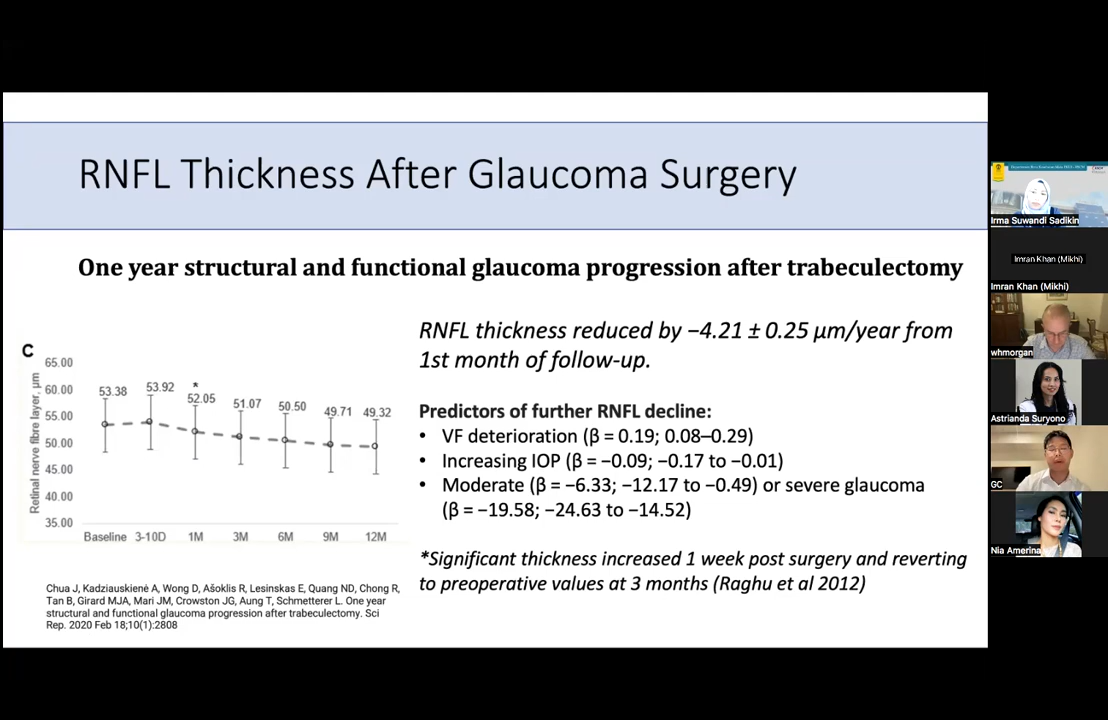 RNFL Thickness After Glaucoma Surgery
One year structural and functional glaucoma progression after trabeculectomy
C
Retinal nerve fibre layer, µm
65.00
60.00
55.00
50.00
45.00
40.00
35.00
53.38
53.92
*
52.05
51.07
50.50
49.71
49.32
Baseline 3-10D 1M 3M 6M 9M 12M
Chua J, Kadziauskienė A, Wong D, Ašoklis R, Lesinskas E, Quang ND, Chong R,
Tan B, Girard MJA, Mari JM, Crowston JG, Aung T, Schmetterer L. One year
structural and functional glaucoma progression after trabeculectomy. Sci
Rep. 2020 Feb 18;10(1):2808
RNFL thickness reduced by −4.21 ± 0.25 µm/year from
1st month of follow-up.
Predictors of further RNFL decline:
• VF deterioration (β = 0.19; 0.08–0.29)
• Increasing IOP (β = −0.09; −0.17 to −0.01)
• Moderate (β = −6.33; −12.17 to −0.49) or severe glaucoma
(β = −19.58; −24.63 to −14.52)
*Significant thickness increased 1 week post surgery and reverting
to preoperative values at 3 months (Raghu et al 2012)
Irma Suwandi Sadikin
Imran Khan (Mikhi)
Imran Khan (Mikhi)
whmorgan
Astrianda Suryono
GC
Nia Amerina